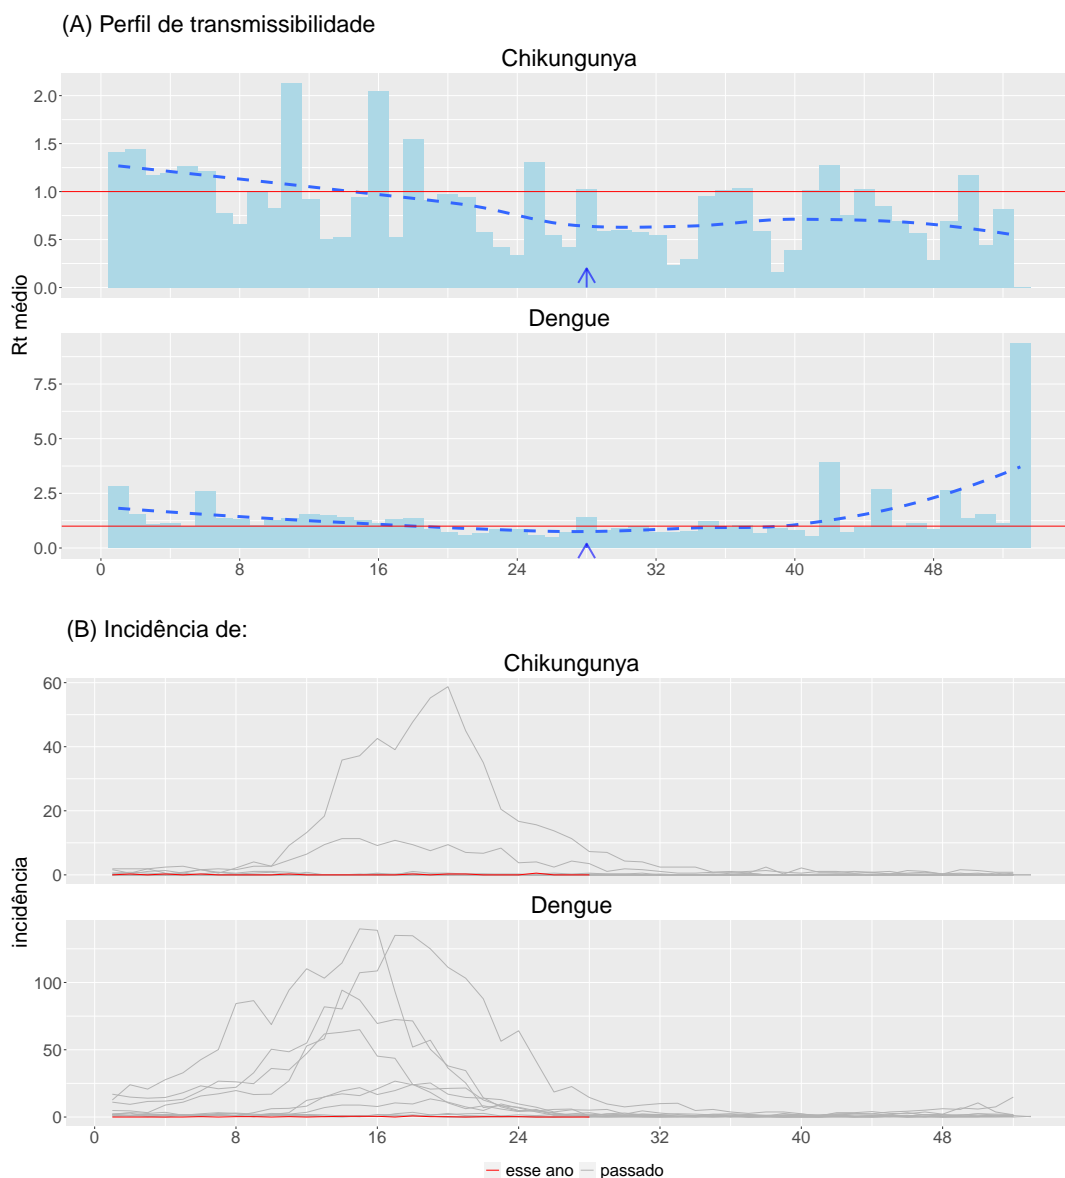 (A) Perfil de transmissibilidade
Chikungunya
2.0
1.5
1.0
0.5
0.0
Rt médio
Dengue
7.5
5.0
2.5
0.0
0 8 16 24 32 40 48
(B) Incidência de:
Chikungunya
60
40
20
0
incidência
Dengue
100
50
0
0 8 16 24 32 40 48
esse ano passado